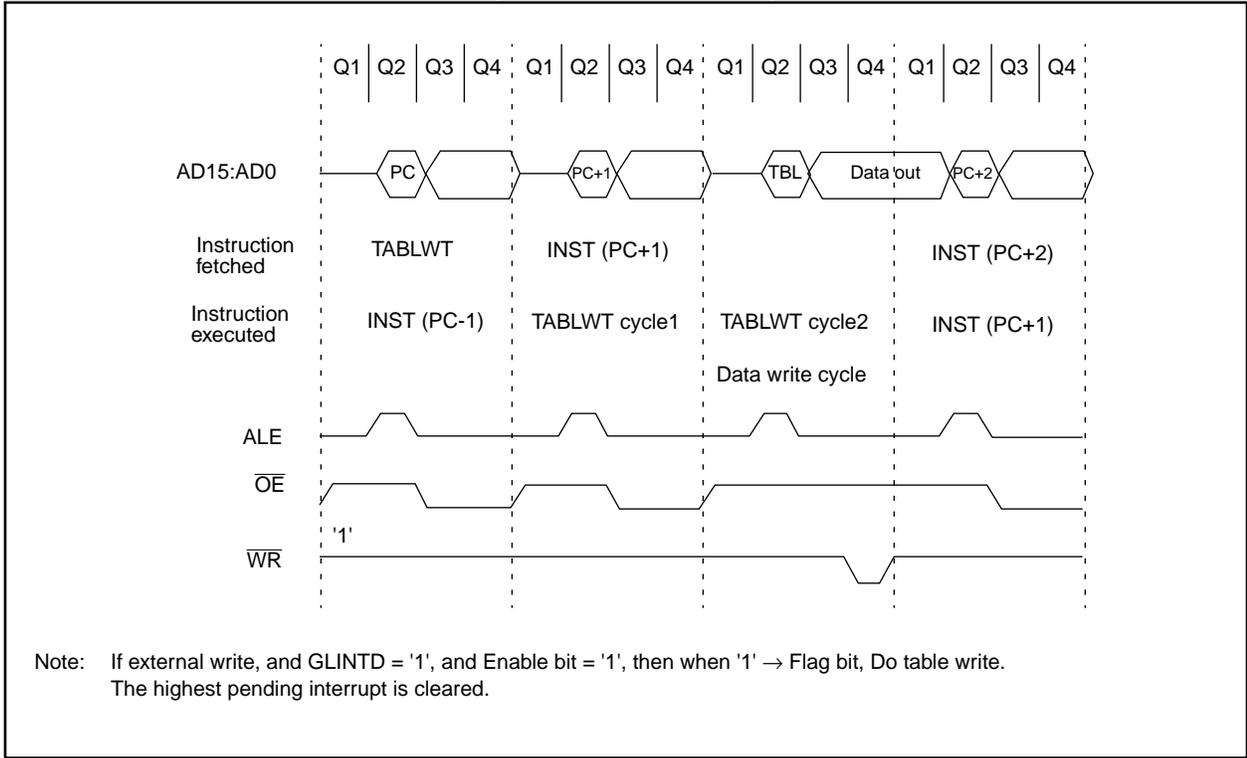 Q1 Q2 Q3 Q4 Q1 Q2 Q3 Q4 Q1 Q2 Q3 Q4 Q1 Q2 Q3 Q4
AD15:AD0 PC PC+1 TBL Data out PC+2
Instruction
fetched
TABLWT INST (PC+1) INST (PC+2)
Instruction
executed
INST (PC-1) TABLWT cycle1 TABLWT cycle2 INST (PC+1)
Data write cycle
ALE
OE
'1'
WR
Note: If external write, and GLINTD = '1', and Enable bit = '1', then when '1' → Flag bit, Do table write.
The highest pending interrupt is cleared.